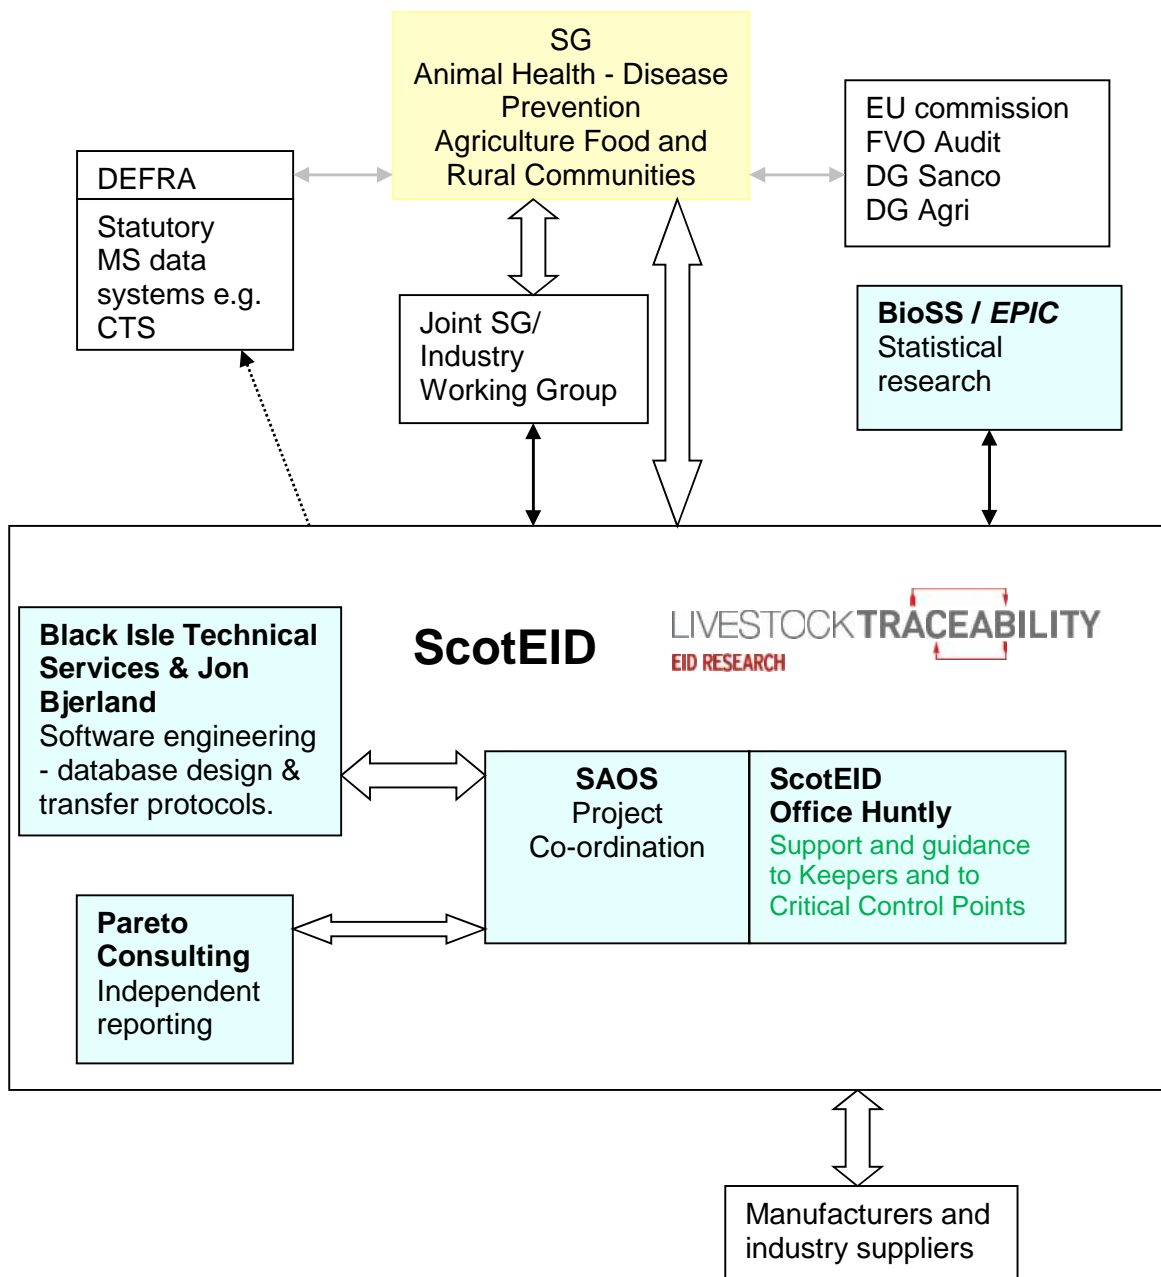 SG
Animal Health - Disease
Prevention
Agriculture Food and
Rural Communities
EU commission
FVO Audit
DG Sanco
DG Agri
DEFRA
Statutory
MS data
systems e.g.
CTS
Joint SG/
Industry
Working Group
BioSS / EPIC
Statistical
research
ScotEID
LIVESTOCKTRACEABILITY
EID RESEARCH
Black Isle Technical
Services & Jon
Bjerland
Software engineering
- database design &
transfer protocols.
SAOS
Project
Co-ordination
ScotEID
Office Huntly
Support and guidance
to Keepers and to
Critical Control Points
Pareto
Consulting
Independent
reporting
Manufacturers and
industry suppliers